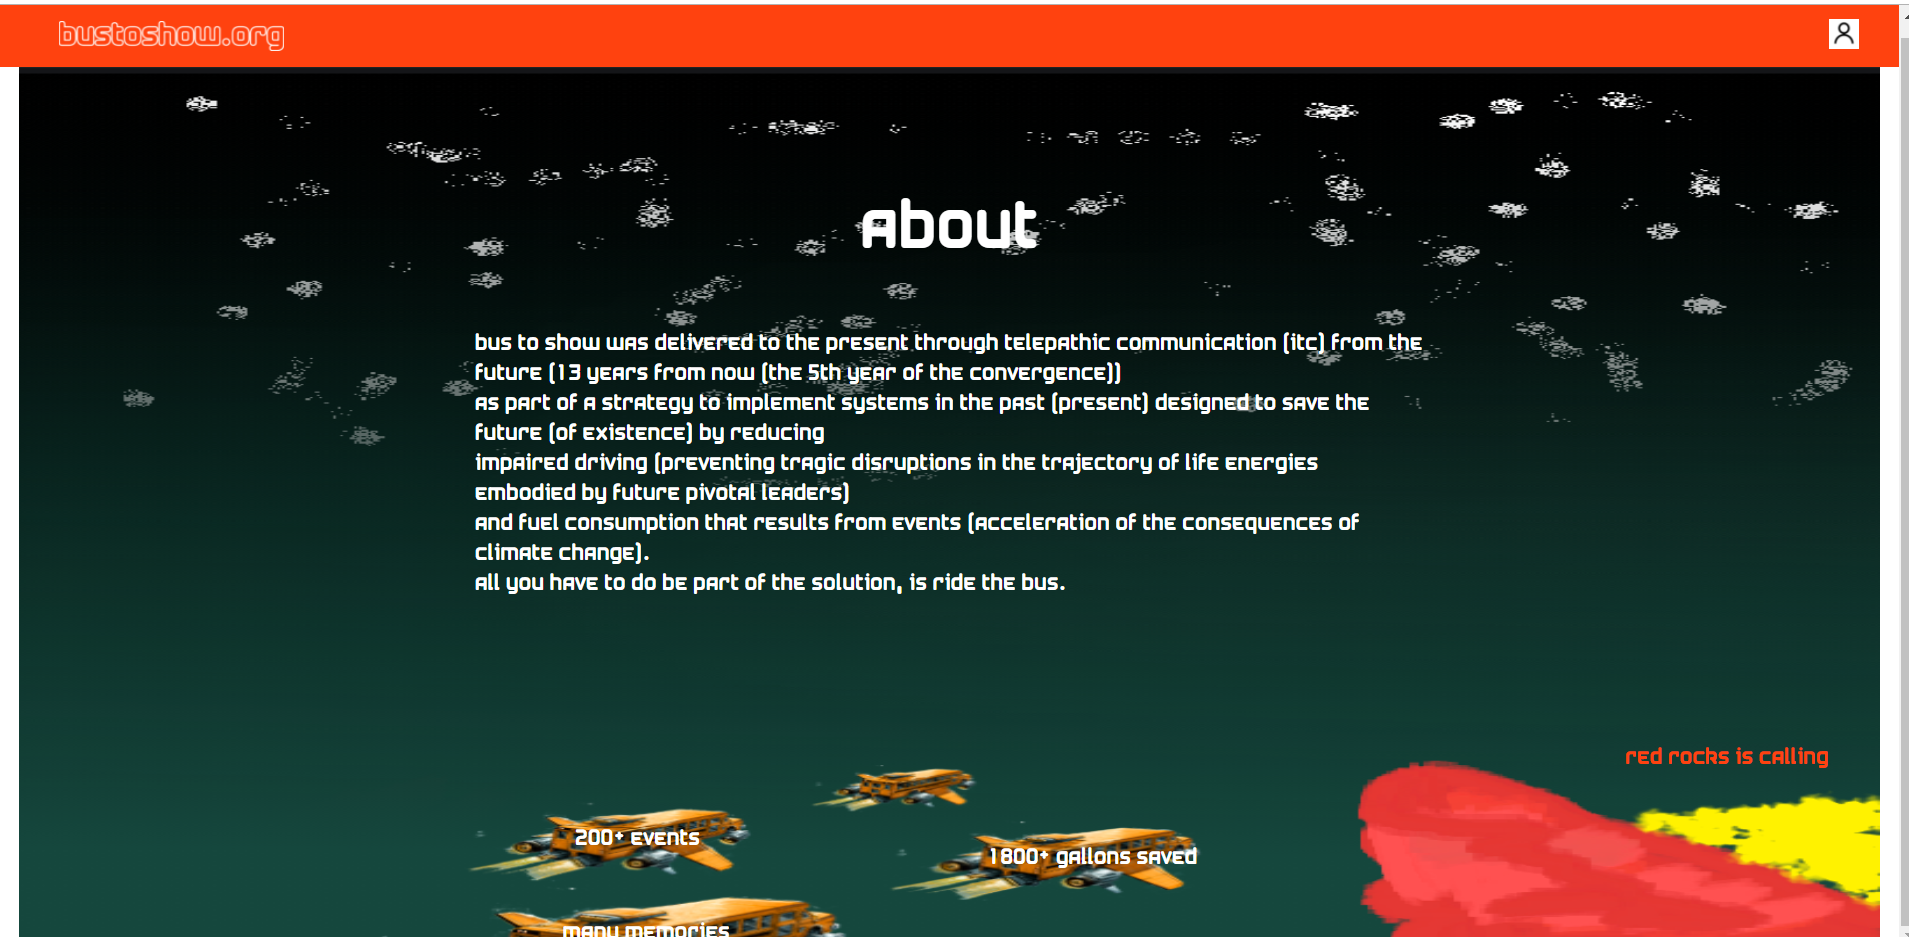 bustoshow.org
About
bus to show was delivered to the present through telepathic communication (itc) from the
future (13 years from now (the 5th year of the convergence))
as part of a strategy to implement systems in the past (present) designed to save the
future (of existence) by reducing
impaired driving (preventing tragic disruptions in the trajectory of life energies
embodied by future pivotal leaders)
and fuel consumption that results from events (acceleration of the consequences of
climate change).
All you have to do be part of the solution, is ride the bus.
red rocks is calling
200+ events
1800+ gallons saved
many memories